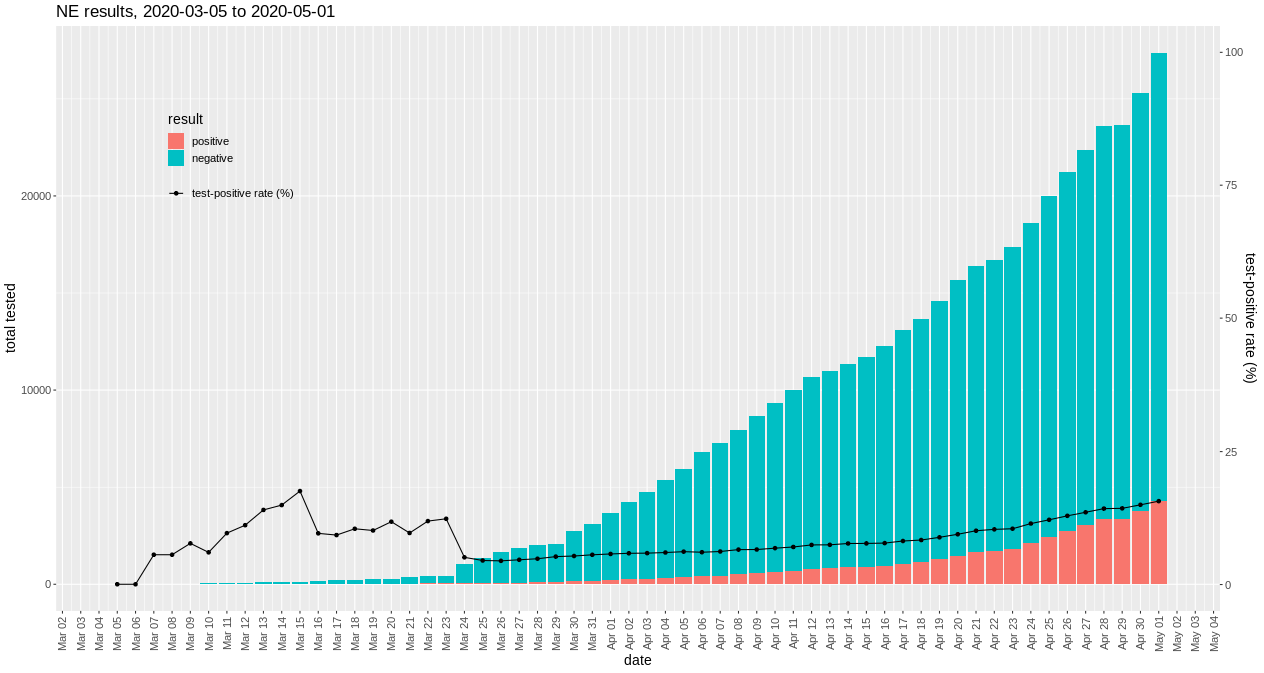 NE results, 2020-03-05 to 2020-05-01
result
positive
negative
test-positive rate (%)
total tested
20000
10000
0
100
75
50
25
0
test-positive rate (%)
Mar 02
Mar 03
Mar 04
Mar 05
Mar 06
Mar 07
Mar 08
Mar 09
Mar 10
Mar 11
Mar 12
Mar 13
Mar 14
Mar 15
Mar 16
Mar 17
Mar 18
Mar 19
Mar 20
Mar 21
Mar 22
Mar 23
Mar 24
Mar 25
Mar 26
Mar 27
Mar 28
Mar 29
Mar 30
Mar 31
Apr 01
Apr 02
Apr 03
Apr 04
Apr 05
Apr 06
Apr 07
Apr 08
Apr 09
Apr 10
Apr 11
Apr 12
Apr 13
Apr 14
Apr 15
Apr 16
Apr 17
Apr 18
Apr 19
Apr 20
Apr 21
Apr 22
Apr 23
Apr 24
Apr 25
Apr 26
Apr 27
Apr 28
Apr 29
Apr 30
May 01
May 02
May 03
May 04
date